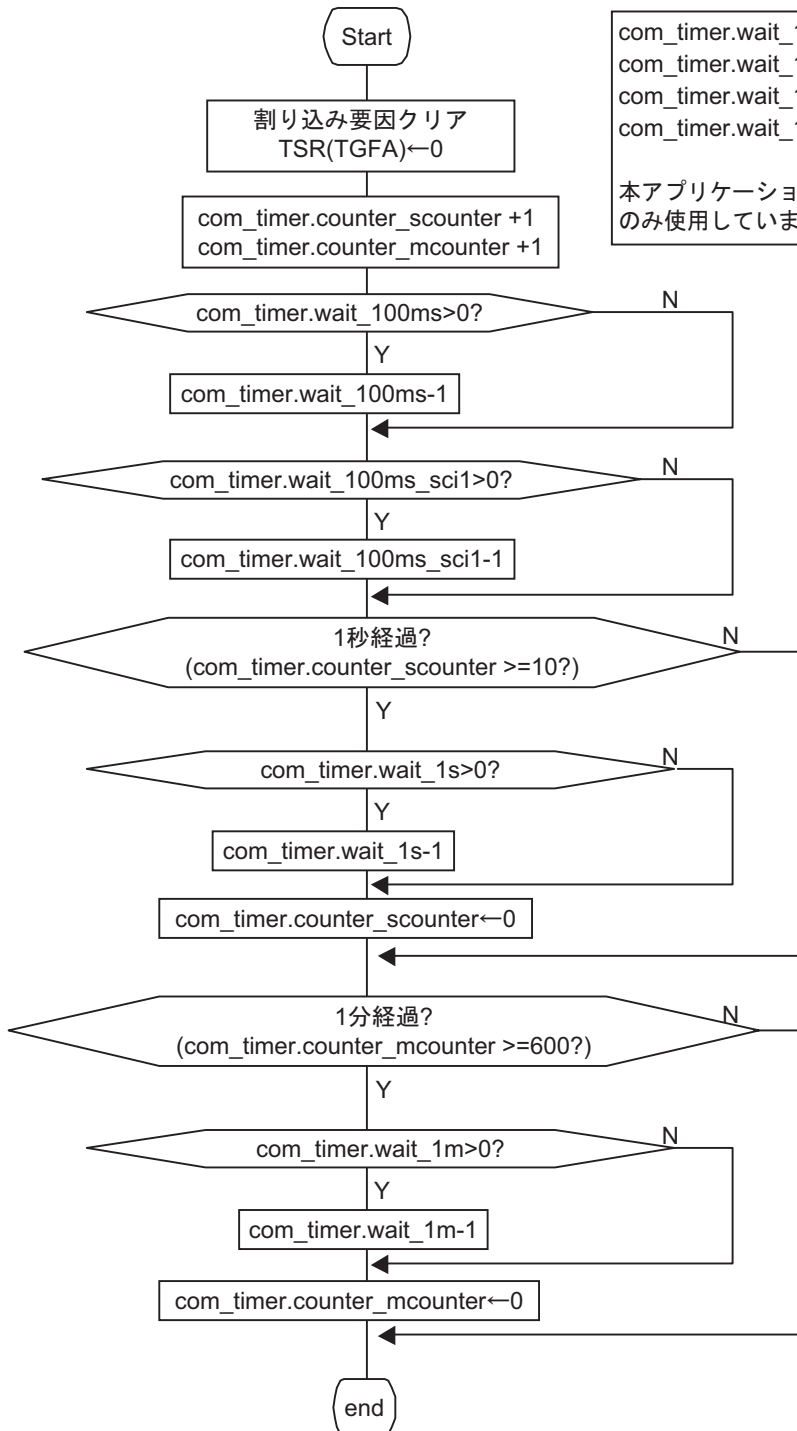 Start
com_timer.wait_1
com_timer.wait_1
com_timer.wait_1
com_timer.wait_1
本アプリケーショ
のみ使用していま
割り込み要因クリア
TSR(TGFA)←0
com_timer.counter_scounter +1
com_timer.counter_mcounter +1
com_timer.wait_100ms>0?
N
Y
com_timer.wait_100ms-1
com_timer.wait_100ms_sci1>0?
N
Y
com_timer.wait_100ms_sci1-1
1秒経過?
(com_timer.counter_scounter >=10?)
N
Y
com_timer.wait_1s>0?
N
Y
com_timer.wait_1s-1
com_timer.counter_scounter←0
1分経過?
(com_timer.counter_mcounter >=600?)
N
Y
com_timer.wait_1m>0?
N
Y
com_timer.wait_1m-1
com_timer.counter_mcounter←0
end